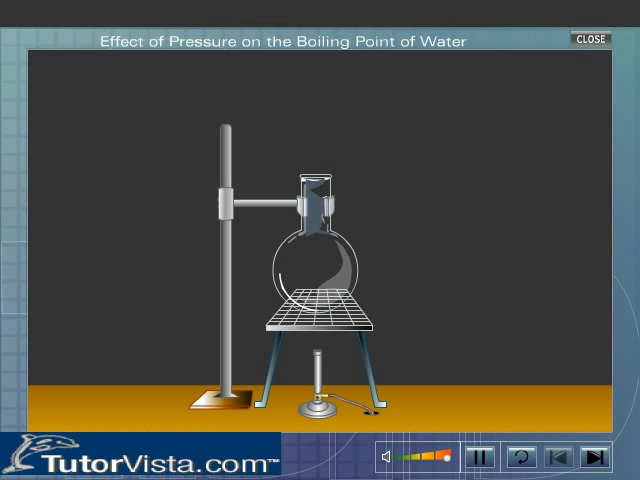 Effect of Pressure on the Boiling Point of Water
CLOSE
TutorVista.com™